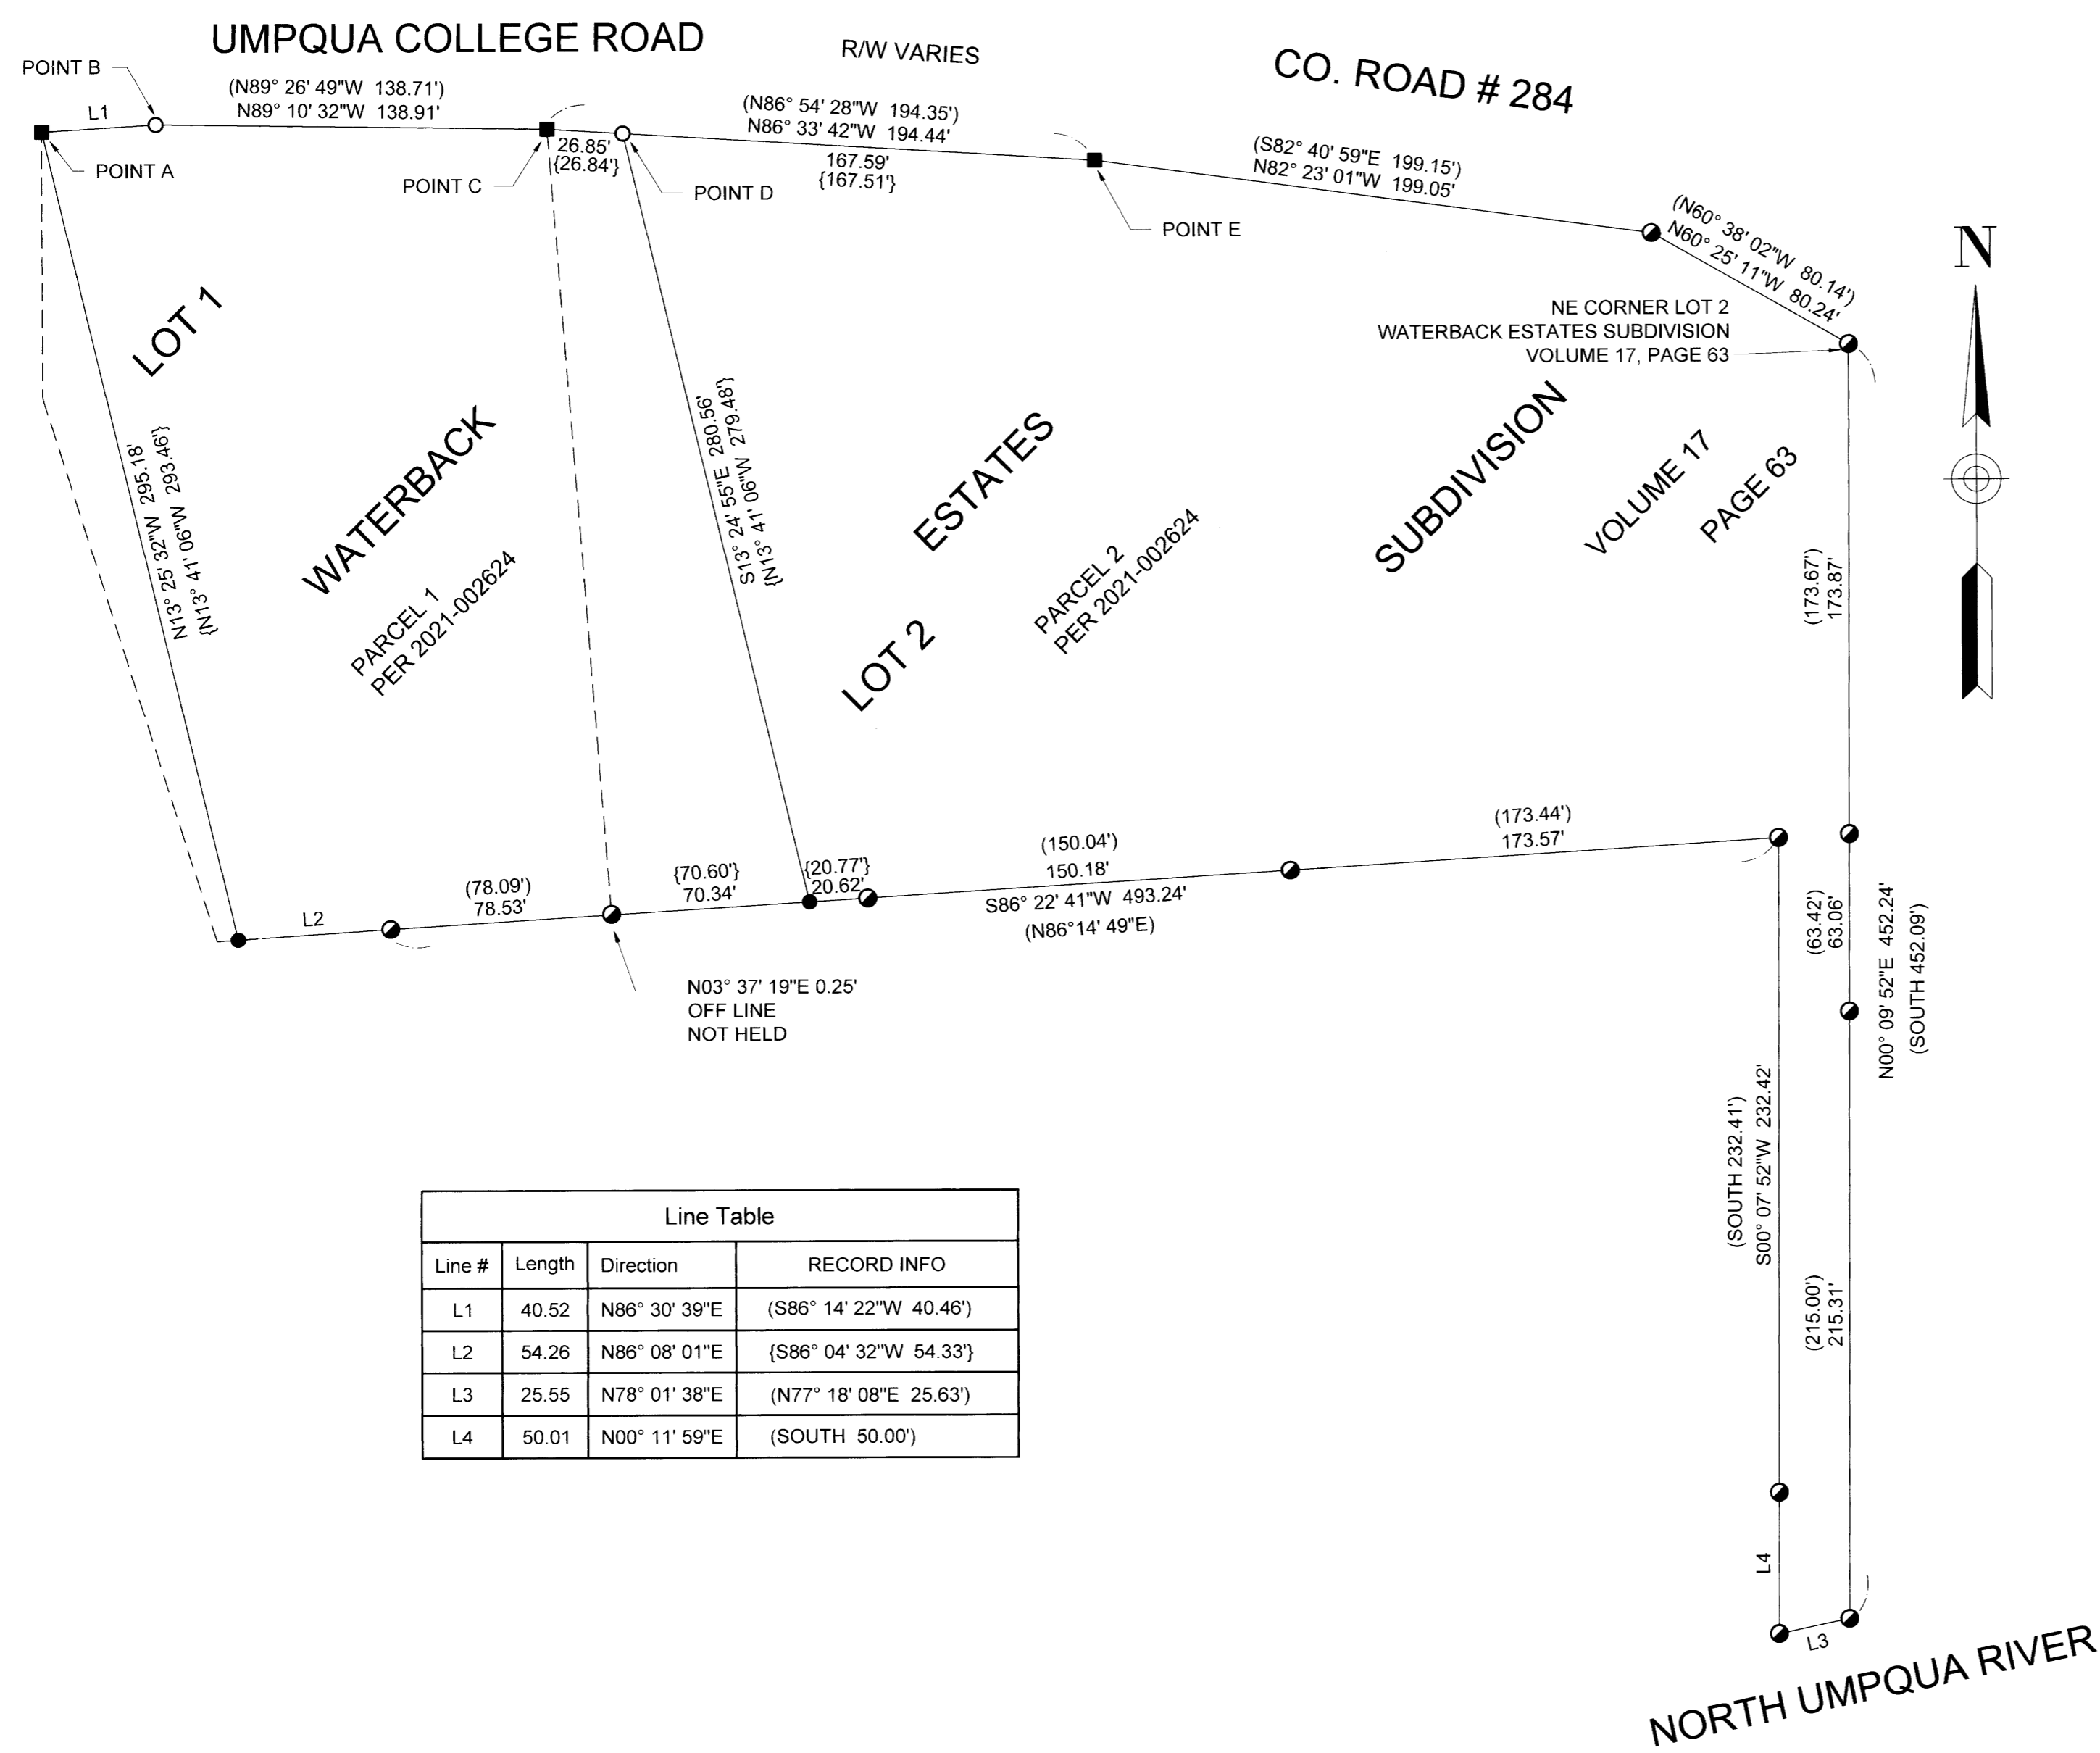 UMPQUA COLLEGE ROAD
R/W VARIES
CO. ROAD # 284
POINT B
L1
(N89° 26' 49"W 138.71')
N89° 10' 32"W 138.91'
POINT A
POINT C
26.85'
{26.84'}
POINT D
(N86° 54' 28"W 194.35')
N86° 33' 42"W 194.44'
167.59'
{167.51'}
POINT E
(S82° 40' 59"E 199.15')
N82° 23' 01"W 199.05'
(N60° 38' 02"W 80.14')
N60° 25' 11"W 80.24'
N
NE CORNER LOT 2
WATERBACK ESTATES SUBDIVISION
VOLUME 17, PAGE 63
LOT 1
WATERBACK
ESTATES
SUBDIVISION
VOLUME 17
PAGE 63
N13° 25' 32"W 295.18'
{N13° 41' 06"W 293.46'}
PARCEL 1
PER 2021-002624
S13° 24' 55"E 280.56'
{N13° 41' 06"W 279.48'}
LOT 2
PARCEL 2
PER 2021-002624
(173.67')
173.87'
L2
(78.09')
78.53'
{70.60'}
70.34'
{20.77'}
20.62'
(150.04')
150.18'
S86° 22' 41"W 493.24'
(N86°14' 49"E)
(173.44')
173.57'
N03° 37' 19"E 0.25'
OFF LINE
NOT HELD
(63.42')
63.06'
N00° 09' 52"E 452.24'
(SOUTH 452.09')
(SOUTH 232.41')
S00° 07' 52"W 232.42'
(215.00')
215.31'
Line Table
Line # Length Direction RECORD INFO
L1 40.52 N86° 30' 39"E (S86° 14' 22"W 40.46')
L2 54.26 N86° 08' 01"E {S86° 04' 32"W 54.33'}
L3 25.55 N78° 01' 38"E (N77° 18' 08"E 25.63')
L4 50.01 N00° 11' 59"E (SOUTH 50.00')
L4
L3
NORTH UMPQUA RIVER